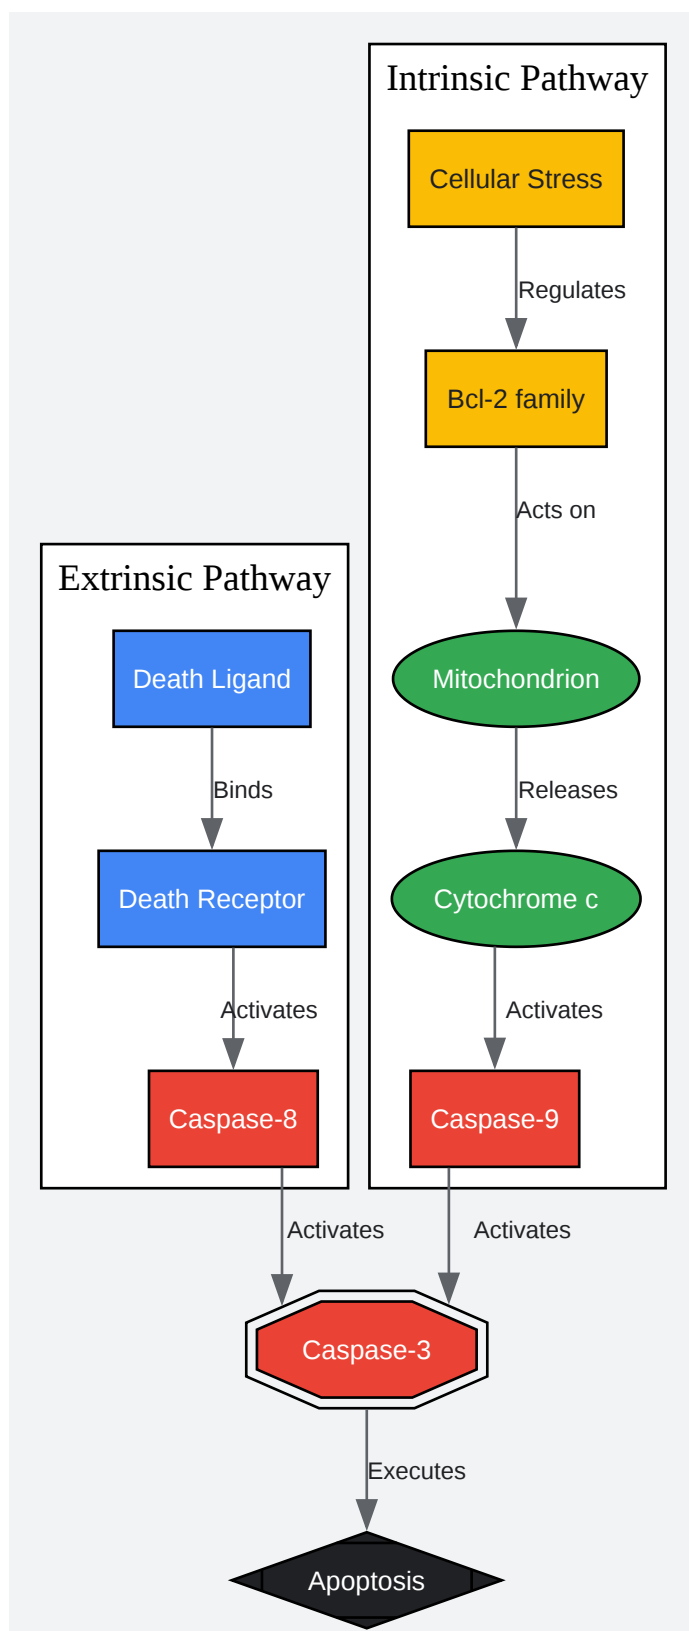 Intrinsic Pathway
Cellular Stress
Regulates
Bcl-2 family
Acts on
Mitochondrion
Releases
Cytochrome c
Activates
Caspase-9
Extrinsic Pathway
Death Ligand
Binds
Death Receptor
Activates
Caspase-8
Activates
Activates
Caspase-3
Executes
Apoptosis